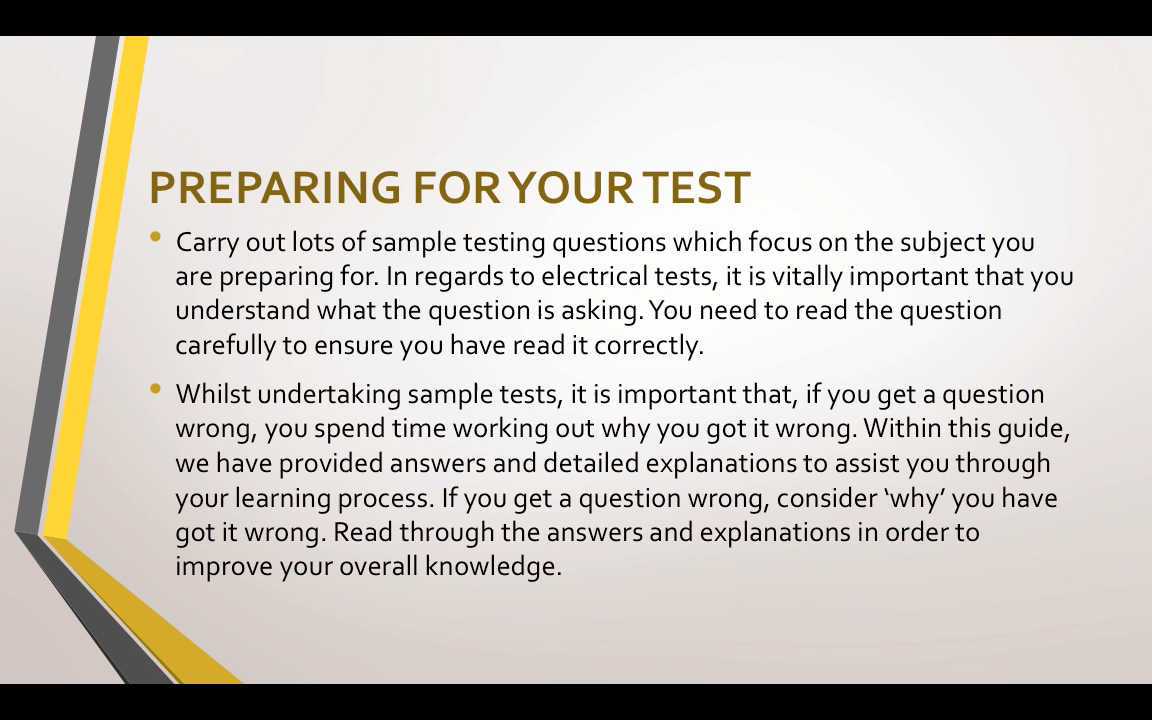 PREPARING FOR YOUR TEST
• Carry out lots of sample testing questions which focus on the subject you
are preparing for. In regards to electrical tests, it is vitally important that you
understand what the question is asking. You need to read the question
carefully to ensure you have read it correctly.
• Whilst undertaking sample tests, it is important that, if you get a question
wrong, you spend time working out why you got it wrong. Within this guide,
we have provided answers and detailed explanations to assist you through
your learning process. If you get a question wrong, consider ‘why’ you have
got it wrong. Read through the answers and explanations in order to
improve your overall knowledge.